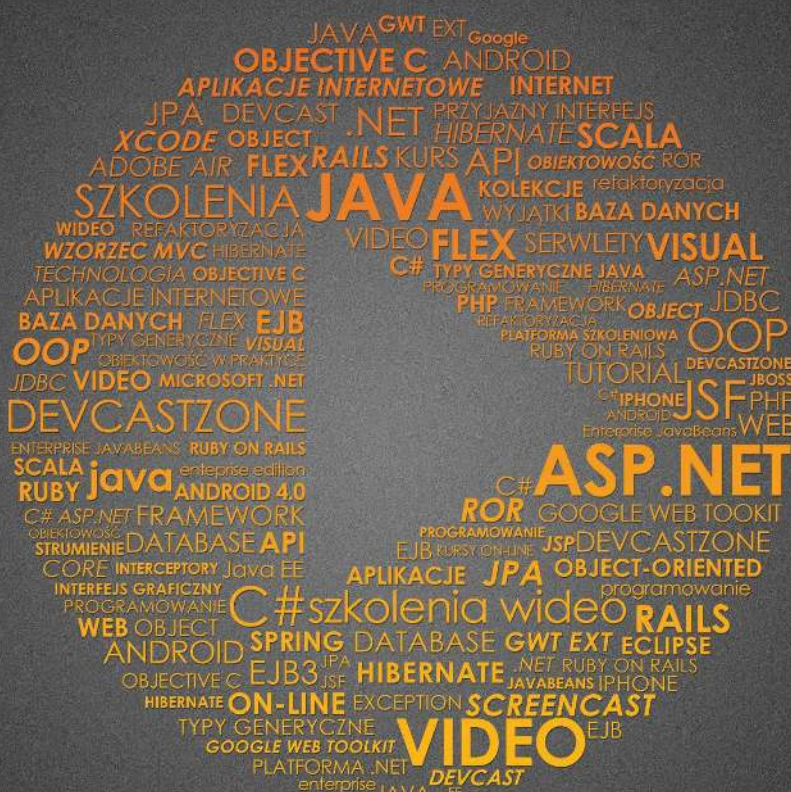 JAVA GWT EXT Google
OBJECTIVE C ANDROID
APLIKACJE INTERNETOWE INTERNET
JPA DEVCAST .NET PRZYJAZNY INTERFEJS
HIBERNATE SCALA
XCODE OBJECT
ADOBE AIR FLEX RAILS KURS API OBIEKTOWOŚĆ ROR
SZKOLENIA JAVA KOLEKCJE refaktoryzacja
WYJĄTKI BAZA DANYCH
WIDEO REFAKTORYZACJA VIDEO FLEX SERWLETY VISUAL
WZORZEC MVC HIBERNATE
TECHNOLOGIA OBJECTIVE C C# TYPY GENERYCZNE JAVA ASP.NET
PROGRAMOWANIE HIBERNATE
APLIKACJE INTERNETOWE PHP FRAMEWORK OBJECT JDBC
BAZA DANYCH FLEX EJB REFAKTORYZACJA
PLATFORMA SZKOLENIOWA OOP
OOP TYPY GENERYCZNE VISUAL RUBY ON RAILS
OBIEKTOWOŚĆ W PRAKTYCE TUTORIAL DEVCASTZONE
JDBC VIDEO MICROSOFT .NET JBOSS
C# IPHONE JSF PHP
DEVCASTZONE ANDROID
Enterprise JavaBeans WEB
ENTERPRISE JAVABEANS RUBY ON RAILS
SCALA java enteprise edition
RUBY ANDROID 4.0 C# ASP.NET
C# ASP.NET FRAMEWORK ROR GOOGLE WEB TOOKIT
OBIEKTOWOŚĆ PROGRAMOWANIE
STRUMIENIE DATABASE API EJB KURSY ON-LINE JSP DEVCASTZONE
CORE INTERCEPTORY Java EE APLIKACJE JPA OBJECT-ORIENTED
INTERFEJS GRAFICZNY programowanie
PROGRAMOWANIE C# szkolenia wideo RAILS
WEB OBJECT
ANDROID SPRING DATABASE GWT EXT ECLIPSE
OBJECTIVE C EJB3 JPA HIBERNATE .NET RUBY ON RAILS
JSF JAVABEANS IPHONE
HIBERNATE ON-LINE EXCEPTION SCREENCAST
TYPY GENERYCZNE VIDEO EJB
GOOGLE WEB TOOLKIT
PLATFORMA .NET DEVCAST
enterprise JAVA EE